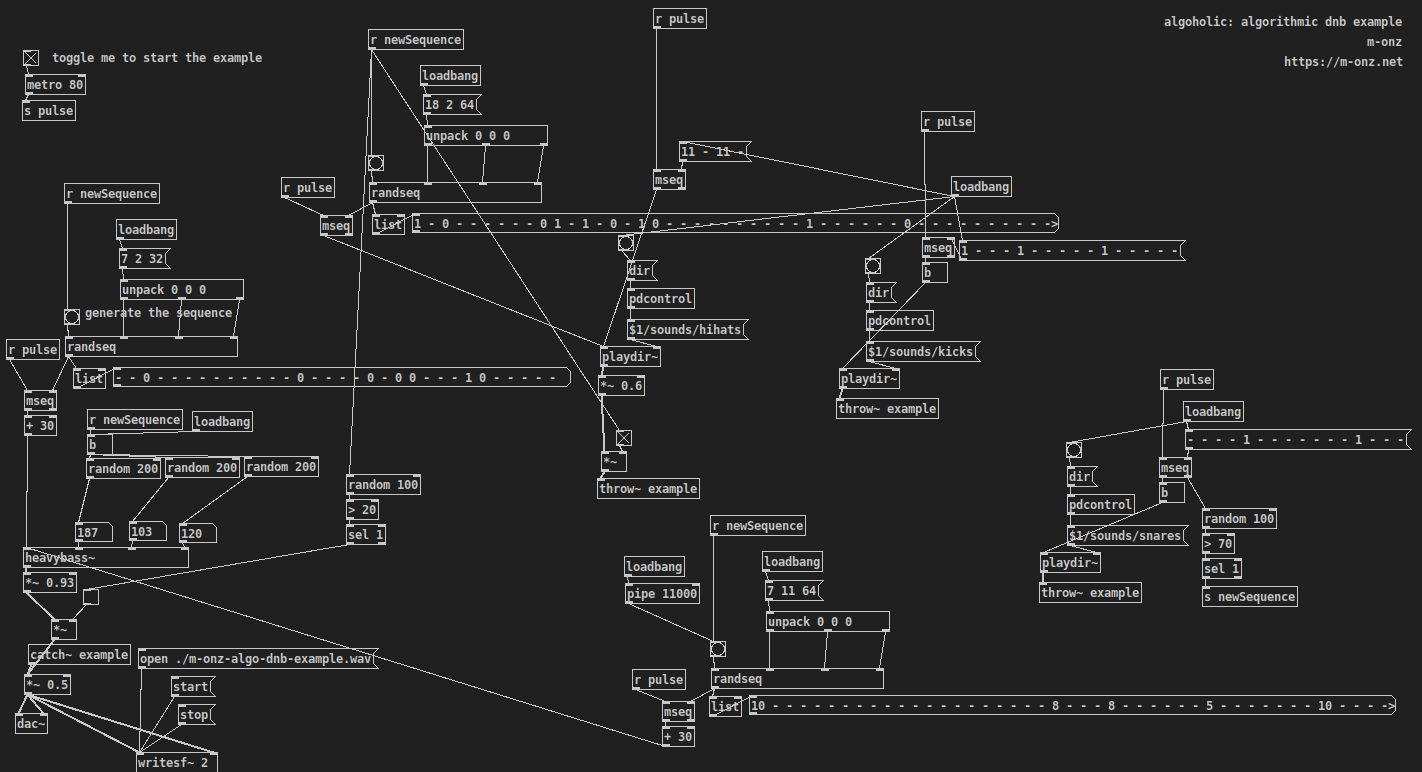 algoholic: algorithmic dnb example
m-onz
https://m-onz.net
toggle me to start the example
metro 80
s pulse
r newSequence
loadbang
18 2 64
unpack 0 0 0
randseq
r pulse
mseq
list
1 - 0 - - - - - - 0 1 - 1 - 0 - 1 0 - - - - - - - - - - 1 - - - - - - 0 - - - - - - - - - ->
r pulse
11 - 11 -
mseq
dir
pdcontrol
$1/sounds/hihats
playdir~
*~ 0.6
*~
throw~ example
r pulse
loadbang
mseq
1 - - - 1 - - - - - 1 - - - - -
b
dir
pdcontrol
$1/sounds/kicks
playdir~
throw~ example
r newSequence
loadbang
7 2 32
unpack 0 0 0
generate the sequence
randseq
r pulse
list
- - 0 - - - - - - - - - - 0 - - - - 0 - 0 0 - - - 1 0 - - - - -
mseq
+ 30
r newSequence
loadbang
b
random 200
random 200
random 200
187
103
120
heavybass~
*~ 0.93
*~
random 100
> 20
sel 1
catch~ example
*~ 0.5
dac~
open ./m-onz-algo-dnb-example.wav
start
stop
writesf~ 2
r pulse
loadbang
- - - - 1 - - - - - - - 1 - - -
mseq
b
dir
pdcontrol
$1/sounds/snares
playdir~
throw~ example
random 100
> 70
sel 1
s newSequence
r newSequence
loadbang
pipe 11000
loadbang
7 11 64
unpack 0 0 0
randseq
r pulse
mseq
+ 30
list
10 - - - - - - - - - - - - - - - - - - - - 8 - - - 8 - - - - - - 5 - - - - - - - 10 - - - ->